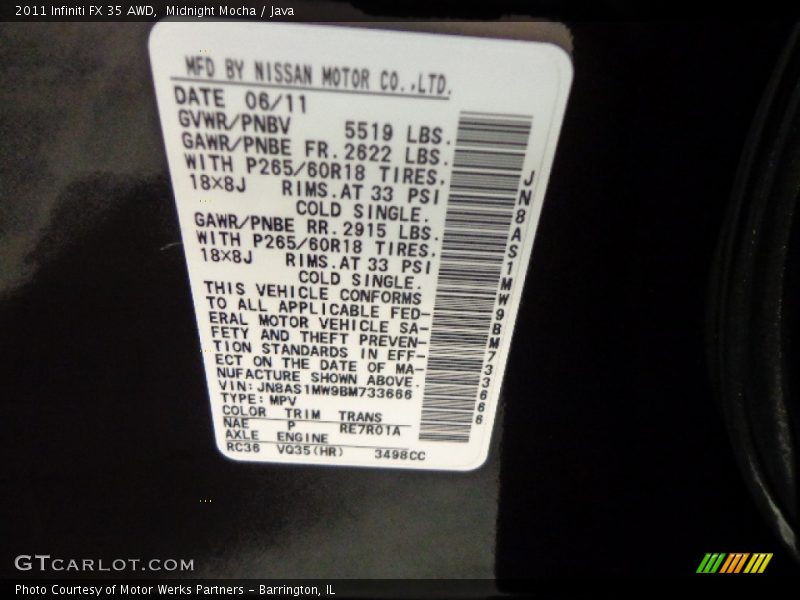 2011 Infiniti FX 35 AWD,  Midnight Mocha / Java
MFD BY NISSAN MOTOR CO.,LTD.
DATE 06/11
GVWR/PNBV 5519 LBS.
GAWR/PNBE FR. 2622 LBS.
WITH P265/60R18 TIRES.
18×8J RIMS.AT 33 PSI
COLD SINGLE.
GAWR/PNBE RR. 2915 LBS.
WITH P265/60R18 TIRES.
18×8J RIMS.AT 33 PSI
COLD SINGLE.
THIS VEHICLE CONFORMS
TO ALL APPLICABLE FED-
ERAL MOTOR VEHICLE SA-
FETY AND THEFT PREVEN-
TION STANDARDS IN EFF-
ECT ON THE DATE OF MA-
NUFACTURE SHOWN ABOVE.
VIN: JN8AS1MW9BM733666
TYPE: MPV
COLOR TRIM TRANS
NAE P RE7R01A
AXLE ENGINE
RC36 VQ35(HR) 3498CC
JN8AS1MW9BM733666
GTcarlot.com
Photo Courtesy of Motor Werks Partners – Barrington, IL